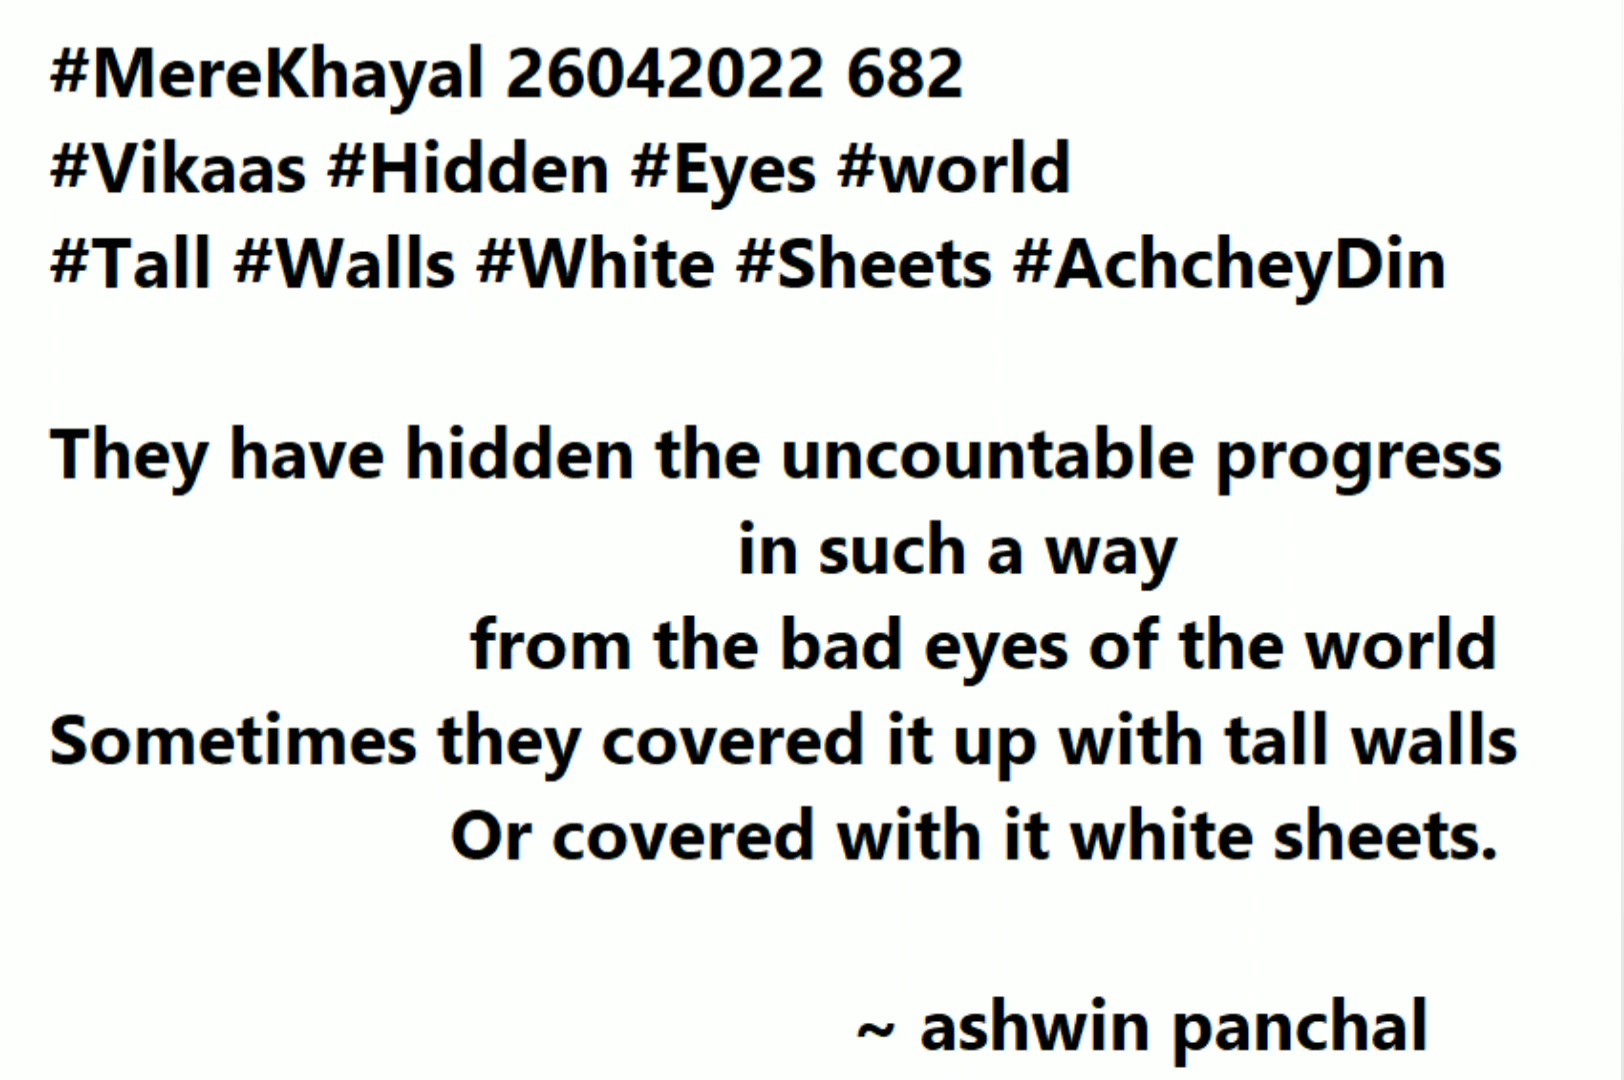 #MereKhayal 26042022 682
#Vikaas #Hidden #Eyes #world
#Tall #Walls #White #Sheets #AchcheyDin
They have hidden the uncountable progress
in such a way
from the bad eyes of the world
Sometimes they covered it up with tall walls
Or covered with it white sheets.
~ ashwin panchal